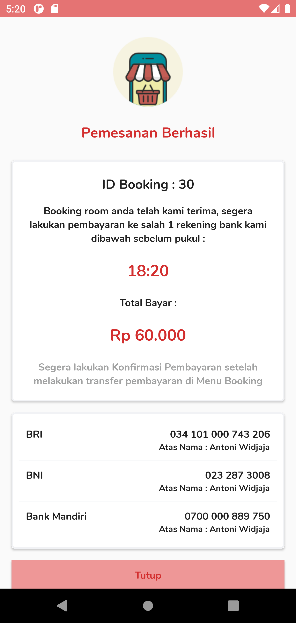 5:20
Pemesanan Berhasil
ID Booking : 30
Booking room anda telah kami terima, segera
lakukan pembayaran ke salah 1 rekening bank kami
dibawah sebelum pukul :
18:20
Total Bayar :
Rp 60.000
Segera lakukan Konfirmasi Pembayaran setelah
melakukan transfer pembayaran di Menu Booking
BRI 034 101 000 743 206
Atas Nama : Antoni Widjaja
BNI 023 287 3008
Atas Nama : Antoni Widjaja
Bank Mandiri 0700 000 889 750
Atas Nama : Antoni Widjaja
Tutup